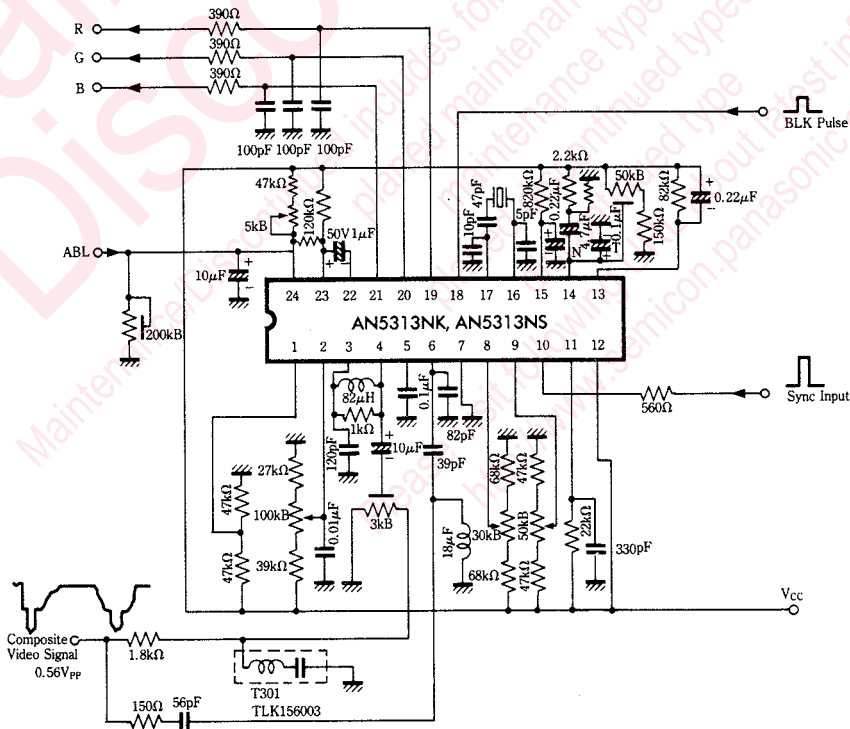 R
390Ω
G
390Ω
B
390Ω
100pF 100pF 100pF
BLK Pulse
47kΩ
5kB
120kΩ
50V1μF
47pF
10pF
5pF
820kΩ
0.22μF
2.2kΩ
4.7μF
N
0.1μF
50kB
150kΩ
82kΩ
0.22μF
ABL
10μF
200kB
24 23 22 21 20 19 18 17 16 15 14 13
AN5313NK, AN5313NS
1 2 3 4 5 6 7 8 9 10 11 12
82μH
1kΩ
120pF
10μF
0.1μF
82pF
39pF
560Ω
Sync Input
47kΩ
47kΩ
27kΩ
100kB
39kΩ
0.01μF
3kB
18μF
68kΩ
30kB
68kΩ
47kΩ
50kB
47kΩ
22kΩ
330pF
VCC
Composite
Video Signal
0.56VPP
1.8kΩ
T301
TLK156003
150Ω
56pF